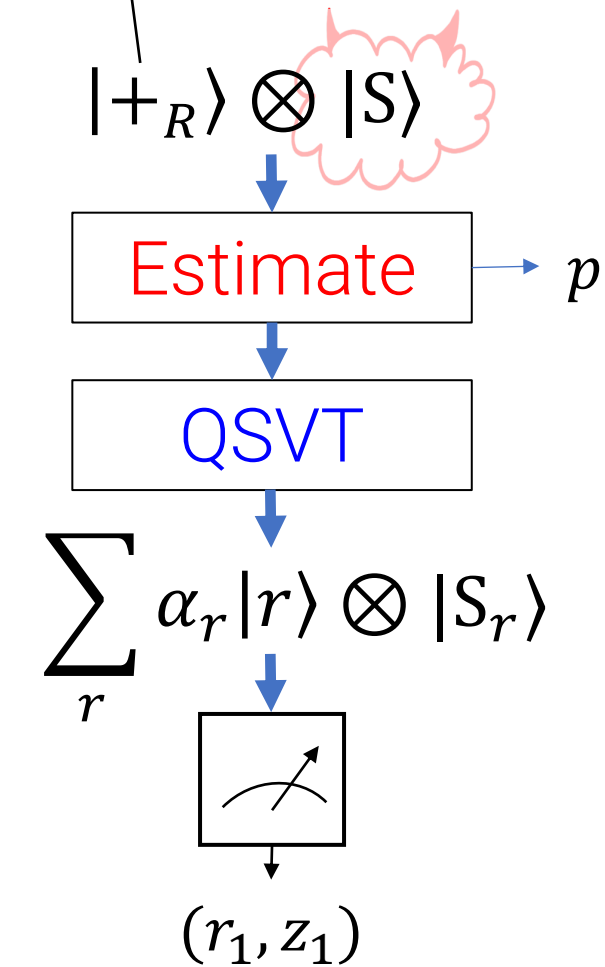 |+_R⟩ ⊗ |S⟩
Estimate
p
QSVT
∑_r α_r|r⟩ ⊗ |S_r⟩
(r_1, z_1)